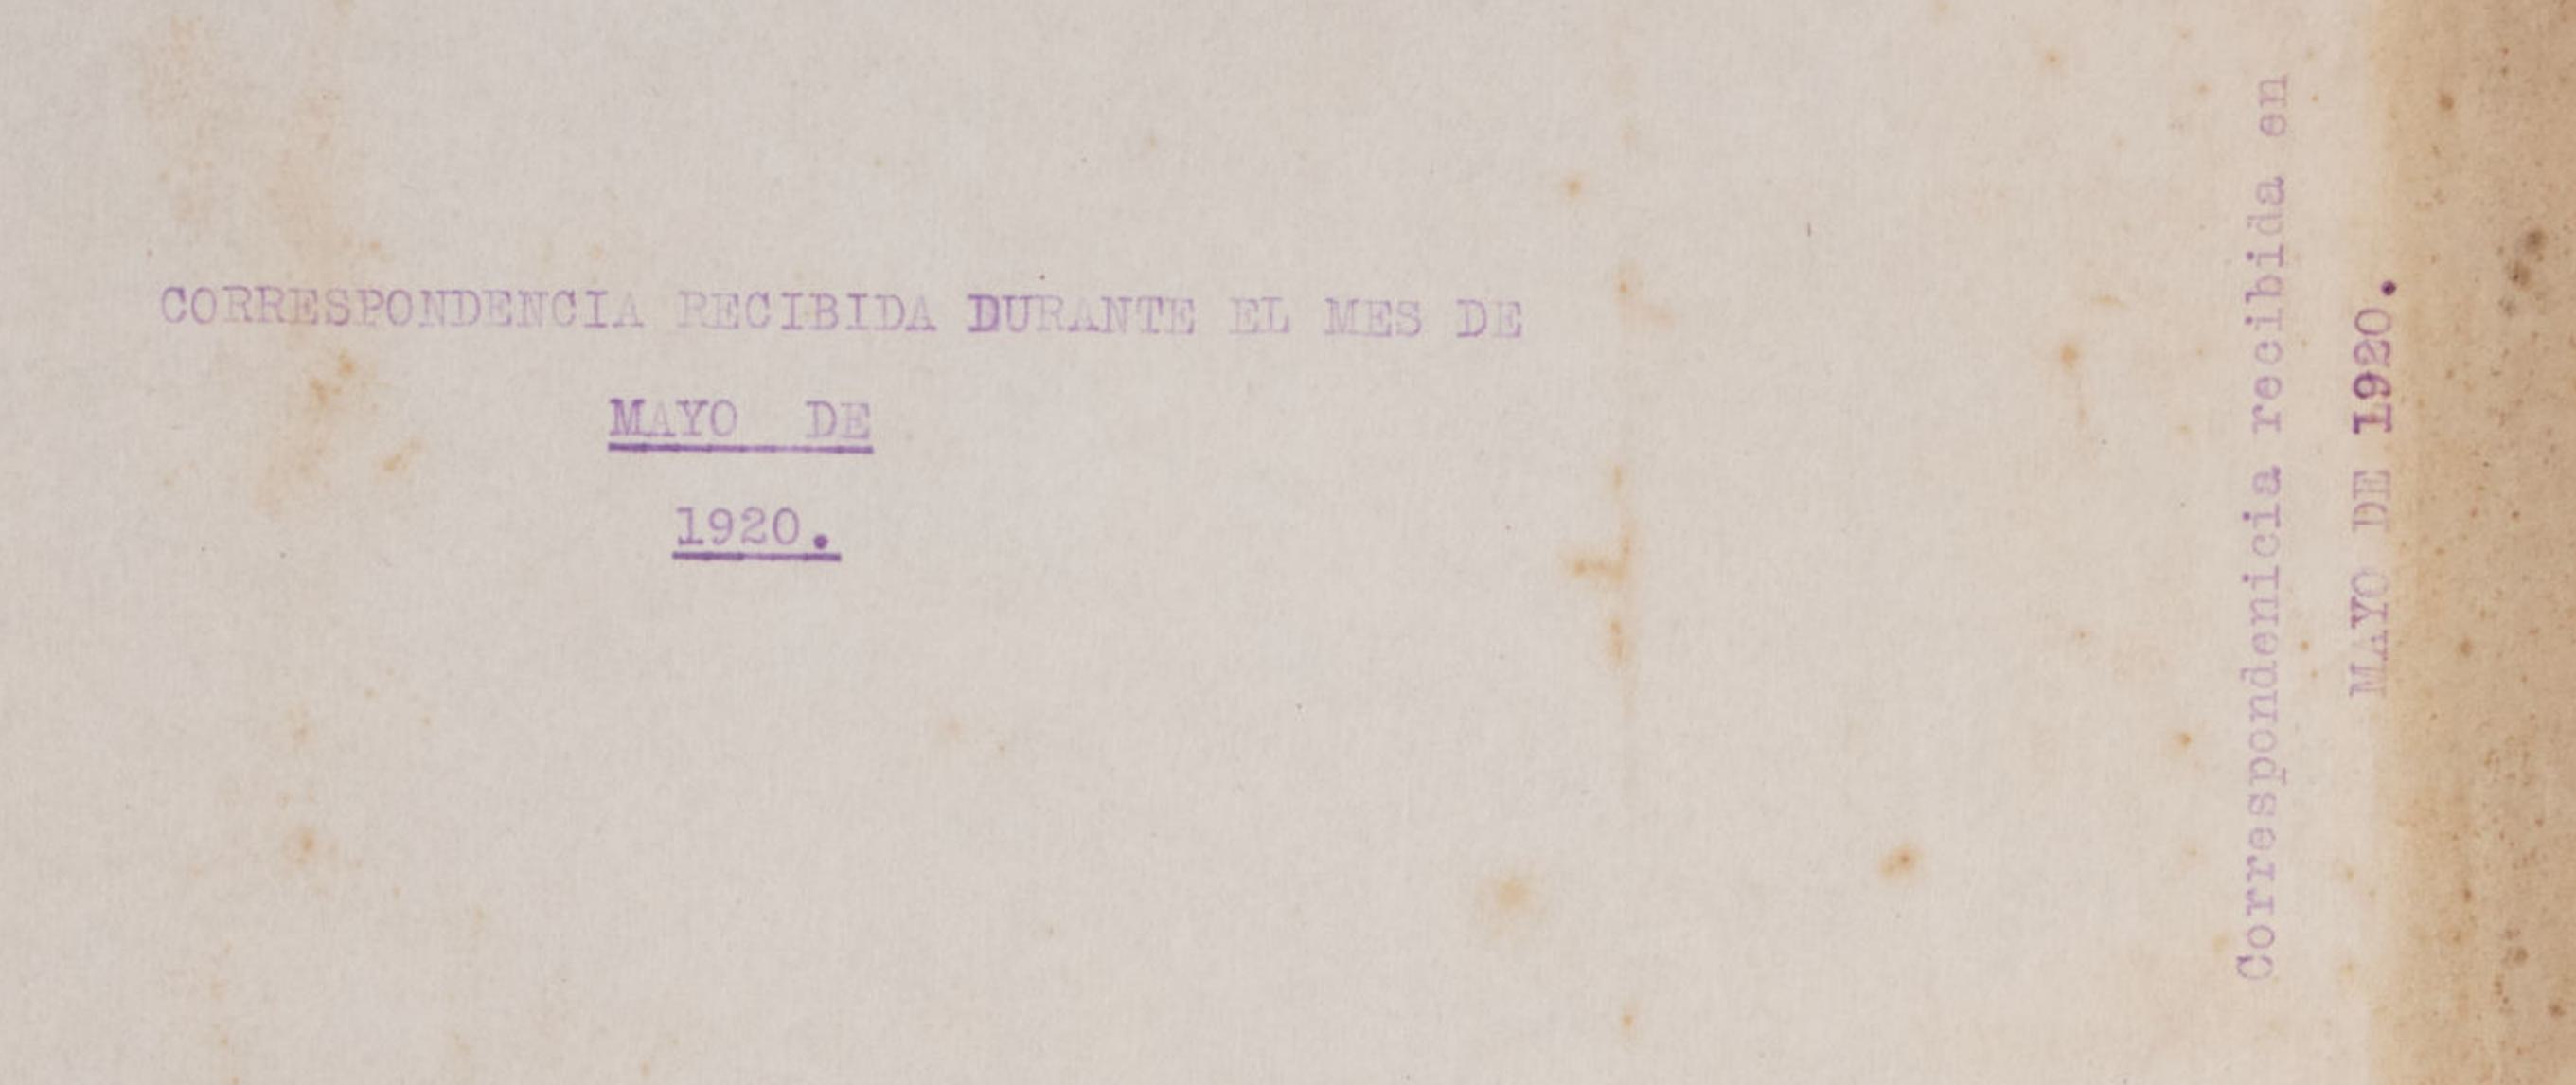 CORRESPONDENCIA RECIBIDA DURANTE EL MES DE
MAYO DE
1920.
Correspondenicia recibida en
MAYO DE 1920.